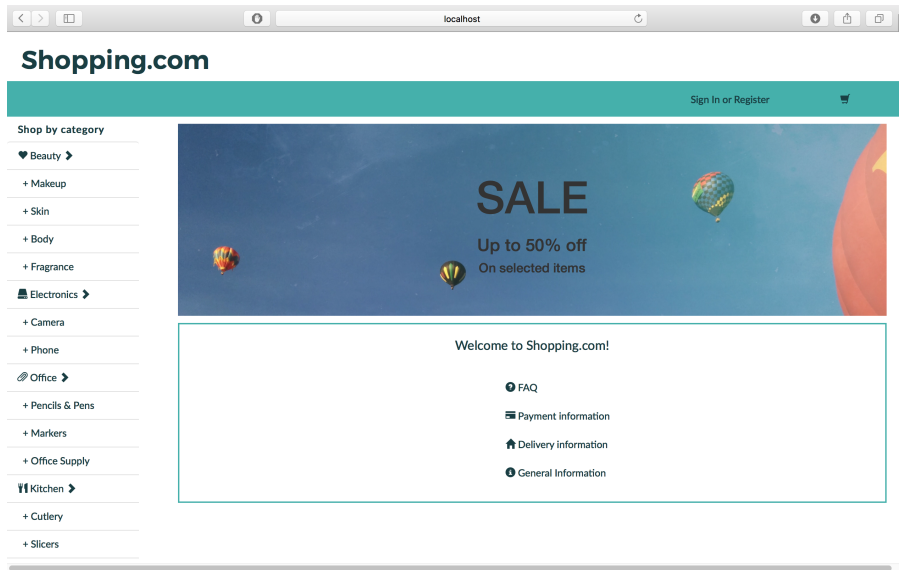 localhost
Shopping.com
Sign In or Register
Shop by category
Beauty
+ Makeup
+ Skin
+ Body
+ Fragrance
Electronics
+ Camera
+ Phone
Office
+ Pencils & Pens
+ Markers
+ Office Supply
Kitchen
+ Cutlery
+ Slicers
SALE
Up to 50% off
On selected items
Welcome to Shopping.com!
FAQ
Payment information
Delivery information
General Information